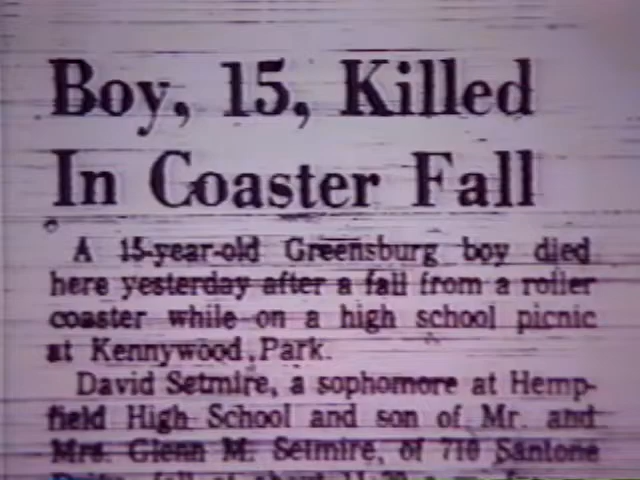 Boy, 15, Killed
In Coaster Fall
A 15-year-old Greensburg boy died
here yesterday after a fall from a roller
coaster while on a high school picnic
at Kennywood Park.
David Setmire, a sophomore at Hemp-
field High School and son of Mr. and
Mrs. Glenn M. Setmire, of 710 Santone